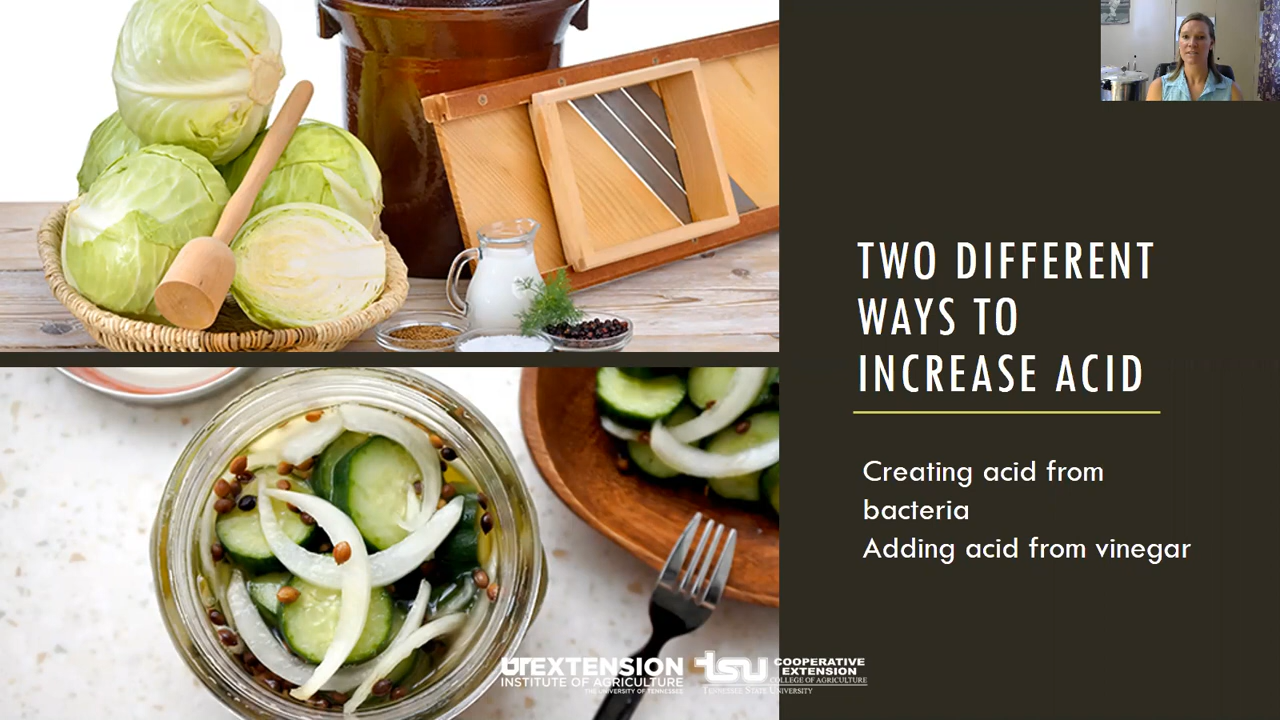 TWO DIFFERENT
WAYS TO
INCREASE ACID
Creating acid from
bacteria
Adding acid from vinegar
UTEXTENSION
INSTITUTE OF AGRICULTURE
THE UNIVERSITY OF TENNESSEE
tsu
COOPERATIVE
EXTENSION
COLLEGE OF AGRICULTURE
TENNESSEE STATE UNIVERSITY